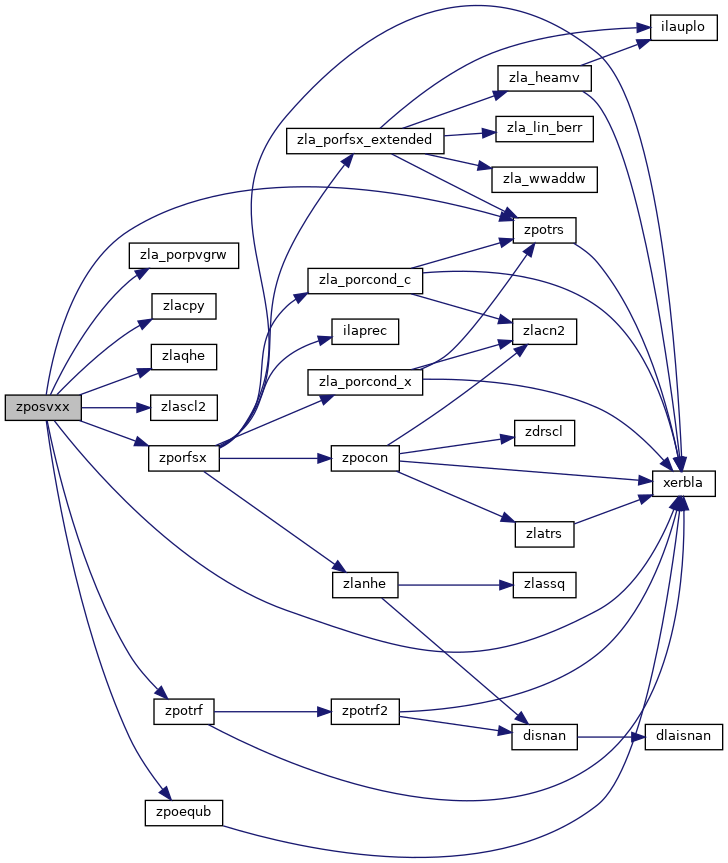 ilauplo
zla_heamv
zla_lin_berr
zla_porfsx_extended
zla_wwaddw
zpotrs
zla_porpvgrw
zla_porcond_c
zlacpy
ilaprec
zlacn2
zlaqhe
zla_porcond_x
zposvxx
zlascl2
zdrscl
zporfsx
zpocon
xerbla
zlatrs
zlanhe
zlassq
zpotrf
zpotrf2
disnan
dlaisnan
zpoequb